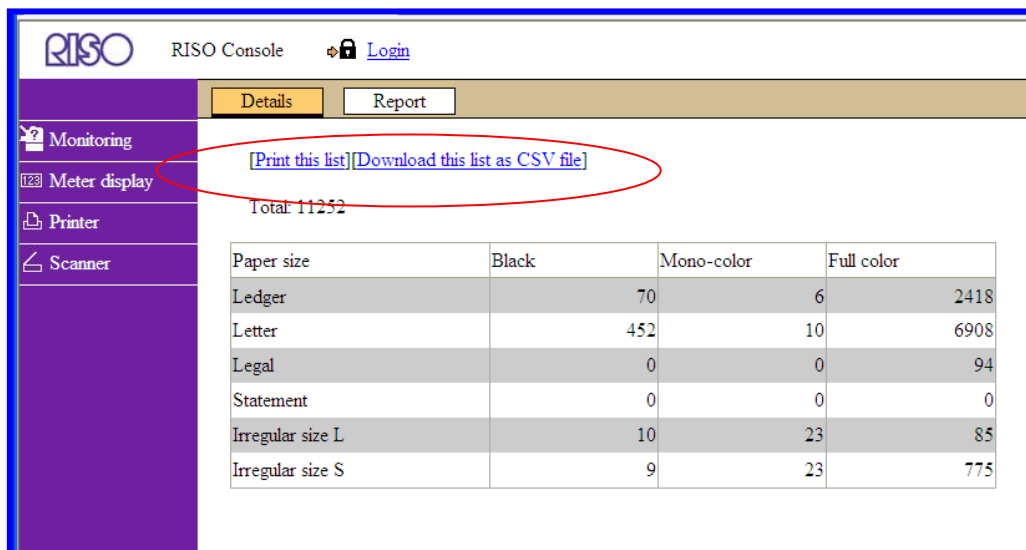 RISO RISO Console Login
Details Report
? Monitoring
123 Meter display
Printer
Scanner
[Print this list][Download this list as CSV file]
Total: 11252
Paper size Black Mono-color Full color
Ledger 70 6 2418
Letter 452 10 6908
Legal 0 0 94
Statement 0 0 0
Irregular size L 10 23 85
Irregular size S 9 23 775